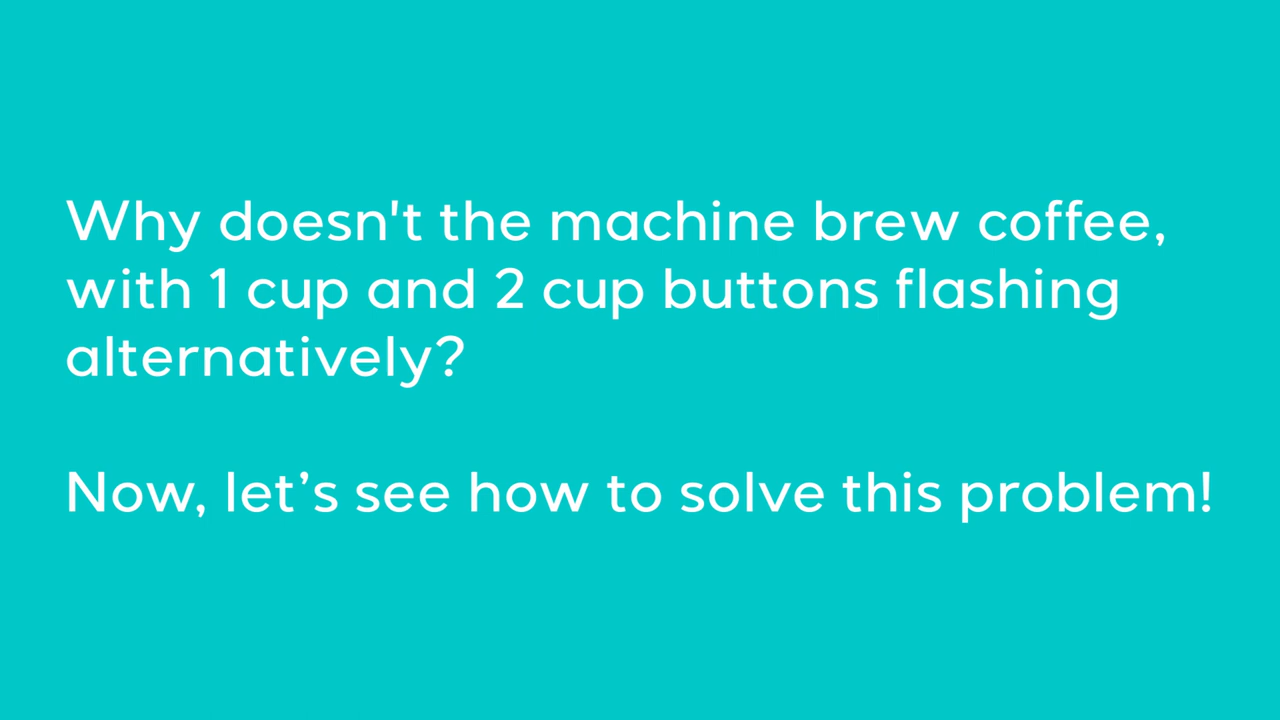 Why doesn't the machine brew coffee,
with 1 cup and 2 cup buttons flashing
alternatively?
Now, let’s see how to solve this problem!